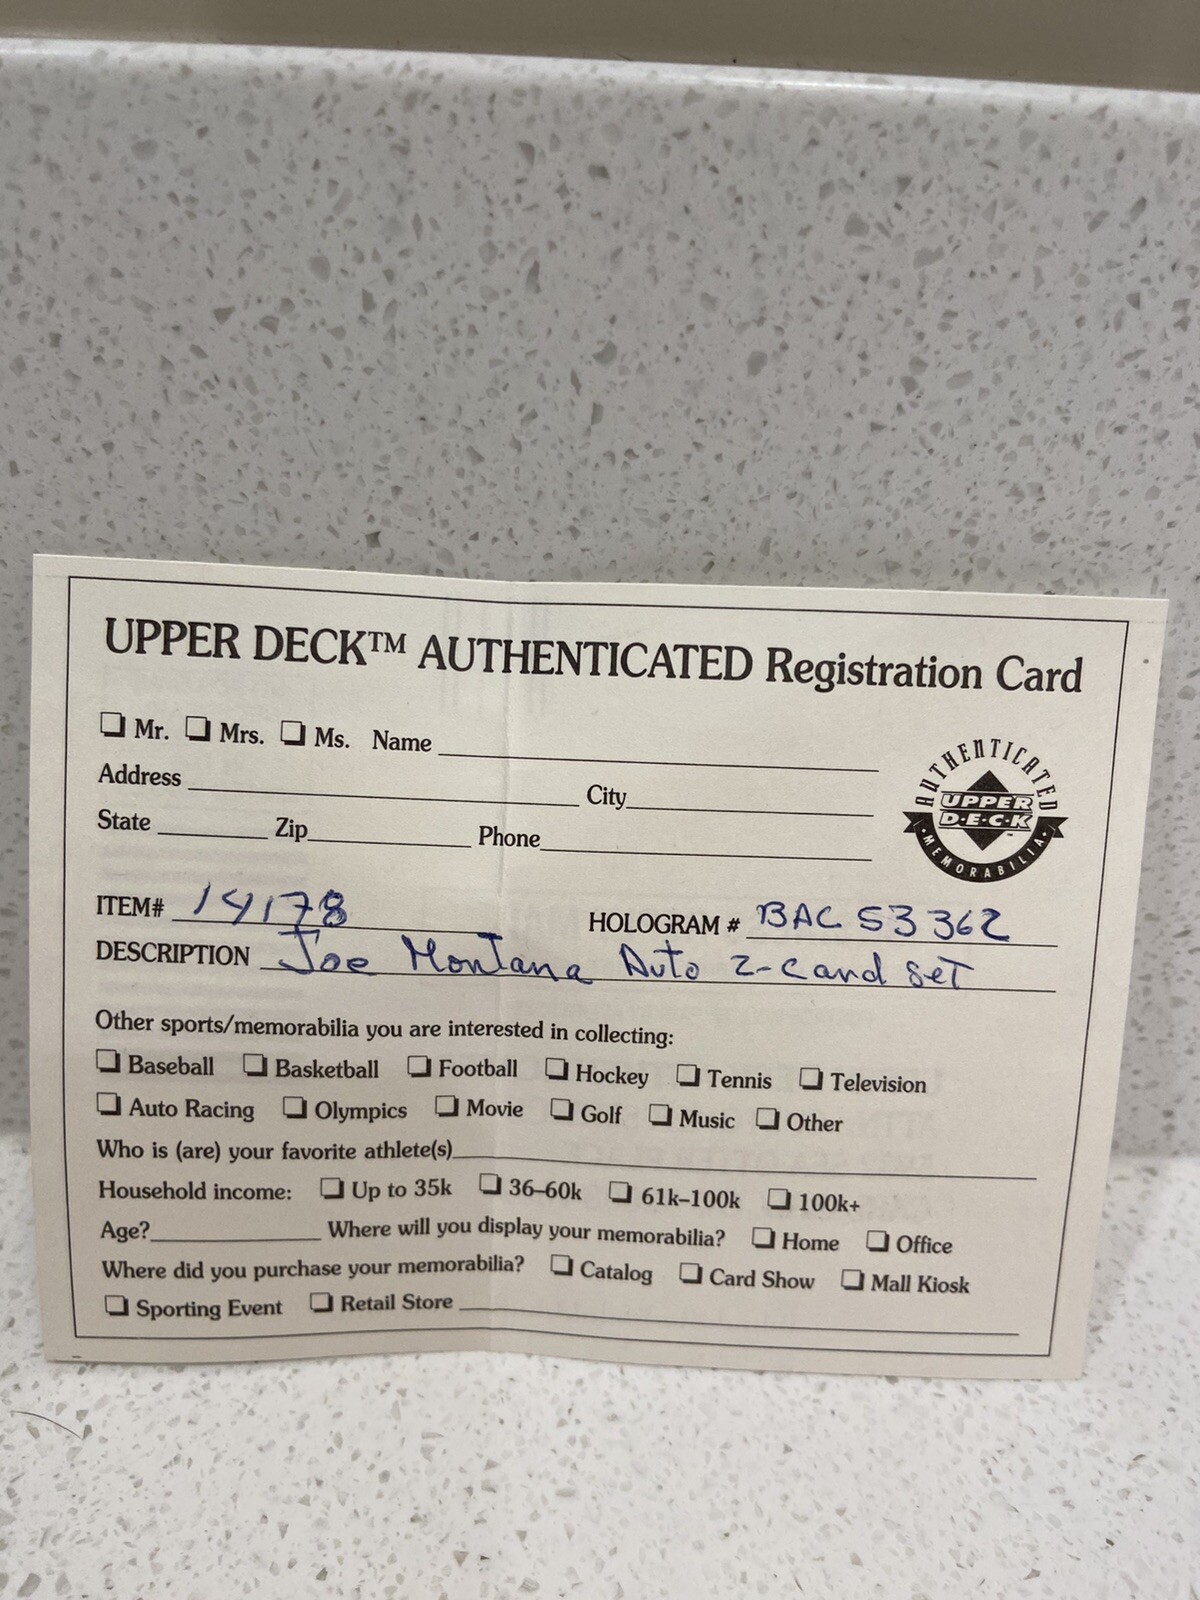 UPPER DECK™ AUTHENTICATED Registration Card
❏ Mr. ❏ Mrs. ❏ Ms. Name
Address City
State Zip Phone
AUTHENTICATED
UPPER
D·E·C·K
MEMORABILIA
ITEM# 14178 HOLOGRAM # BAC 53362
DESCRIPTION Joe Montana Auto 2-card set
Other sports/memorabilia you are interested in collecting:
❏ Baseball ❏ Basketball ❏ Football ❏ Hockey ❏ Tennis ❏ Television
❏ Auto Racing ❏ Olympics ❏ Movie ❏ Golf ❏ Music ❏ Other
Who is (are) your favorite athlete(s)
Household income: ❏ Up to 35k ❏ 36–60k ❏ 61k–100k ❏ 100k+
Age? Where will you display your memorabilia? ❏ Home ❏ Office
Where did you purchase your memorabilia? ❏ Catalog ❏ Card Show ❏ Mall Kiosk
❏ Sporting Event ❏ Retail Store